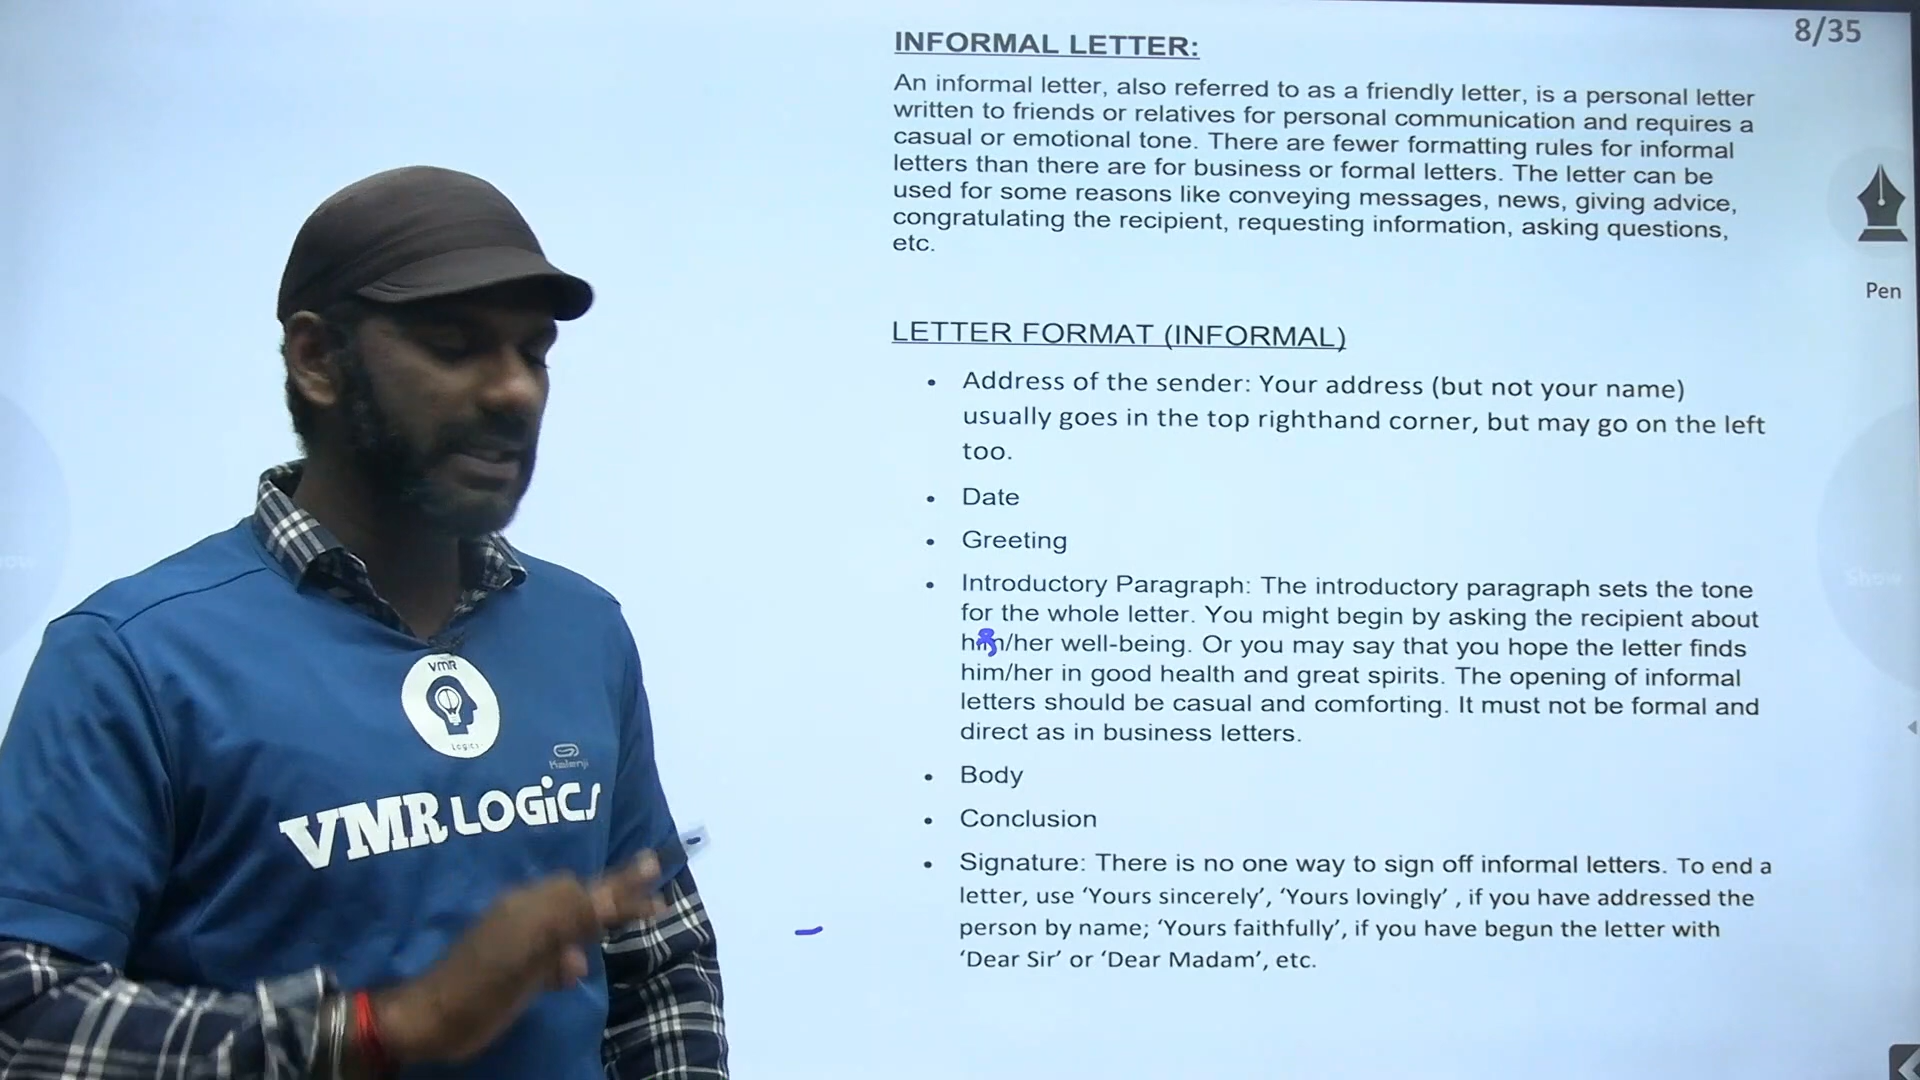 8/35
INFORMAL LETTER:
An informal letter, also referred to as a friendly letter, is a personal letter
written to friends or relatives for personal communication and requires a
casual or emotional tone. There are fewer formatting rules for informal
letters than there are for business or formal letters. The letter can be
used for some reasons like conveying messages, news, giving advice,
congratulating the recipient, requesting information, asking questions,
etc.
Pen
LETTER FORMAT (INFORMAL)
• Address of the sender: Your address (but not your name)
usually goes in the top righthand corner, but may go on the left
too.
• Date
• Greeting
• Introductory Paragraph: The introductory paragraph sets the tone
for the whole letter. You might begin by asking the recipient about
him/her well-being. Or you may say that you hope the letter finds
him/her in good health and great spirits. The opening of informal
letters should be casual and comforting. It must not be formal and
direct as in business letters.
• Body
• Conclusion
• Signature: There is no one way to sign off informal letters. To end a
letter, use ‘Yours sincerely’, ‘Yours lovingly’ , if you have addressed the
person by name; ‘Yours faithfully’, if you have begun the letter with
‘Dear Sir’ or ‘Dear Madam’, etc.
Show
VMR
Logics
Kalenji
VMR LOGiCS